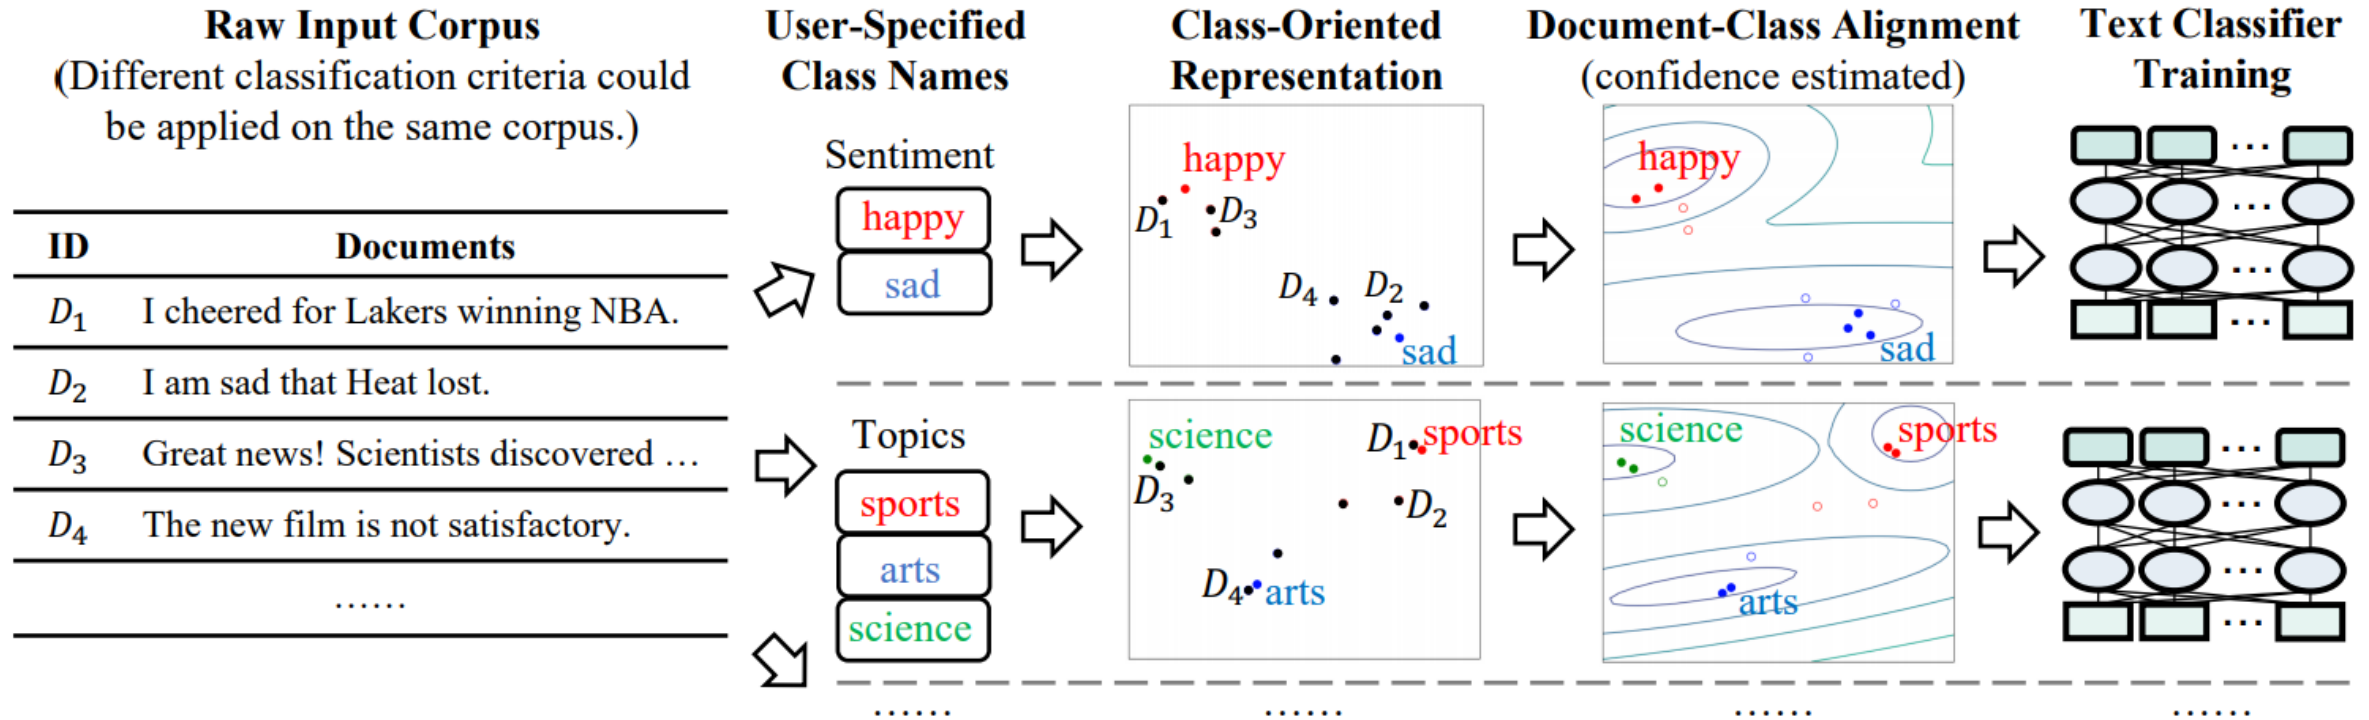 Raw Input Corpus
(Different classification criteria could
be applied on the same corpus.)
ID Documents
D1 I cheered for Lakers winning NBA.
D2 I am sad that Heat lost.
D3 Great news! Scientists discovered …
D4 The new film is not satisfactory.
……
User-Specified
Class Names
Sentiment
happy
sad
Topics
sports
arts
science
……
Class-Oriented
Representation
happy
D1
D3
D4
D2
sad
science
D3
D1
sports
D2
D4
arts
……
Document-Class Alignment
(confidence estimated)
happy
sad
science
sports
arts
……
Text Classifier
Training
...
...
...
...
...
...
...
...
……